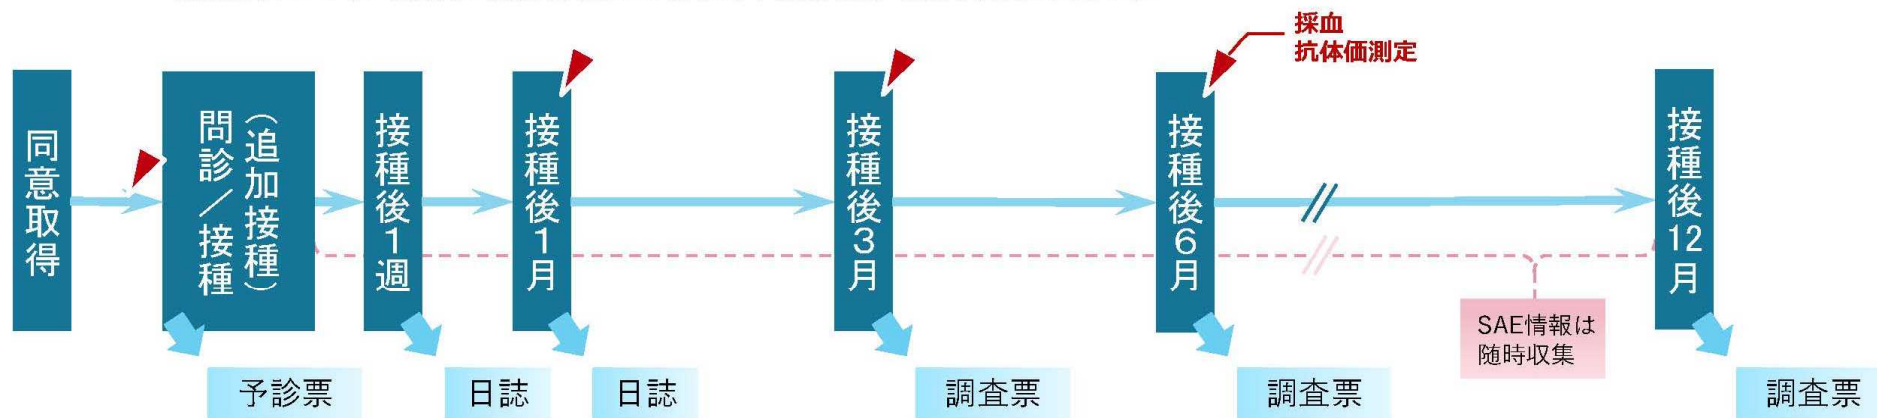 採血
抗体価測定
同意取得
（追加接種）
問診／接種
接種後1週
接種後1月
接種後3月
接種後6月
接種後12月
SAE情報は
随時収集
予診票
日誌
日誌
調査票
調査票
調査票